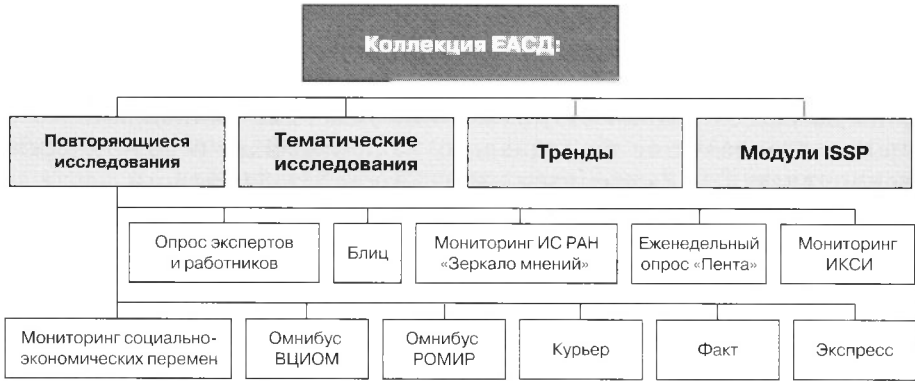 Коллекция ЕАСД:
Повторяющиеся
исследования
Тематические
исследования
Тренды
Модули ISSP
Опрос экспертов
и работников
Блиц
Мониторинг ИС РАН
«Зеркало мнений»
Еженедельный
опрос «Пента»
Мониторинг
ИКСИ
Мониторинг социально-
экономических перемен
Омнибус
ВЦИОМ
Омнибус
РОМИР
Курьер
Факт
Экспресс